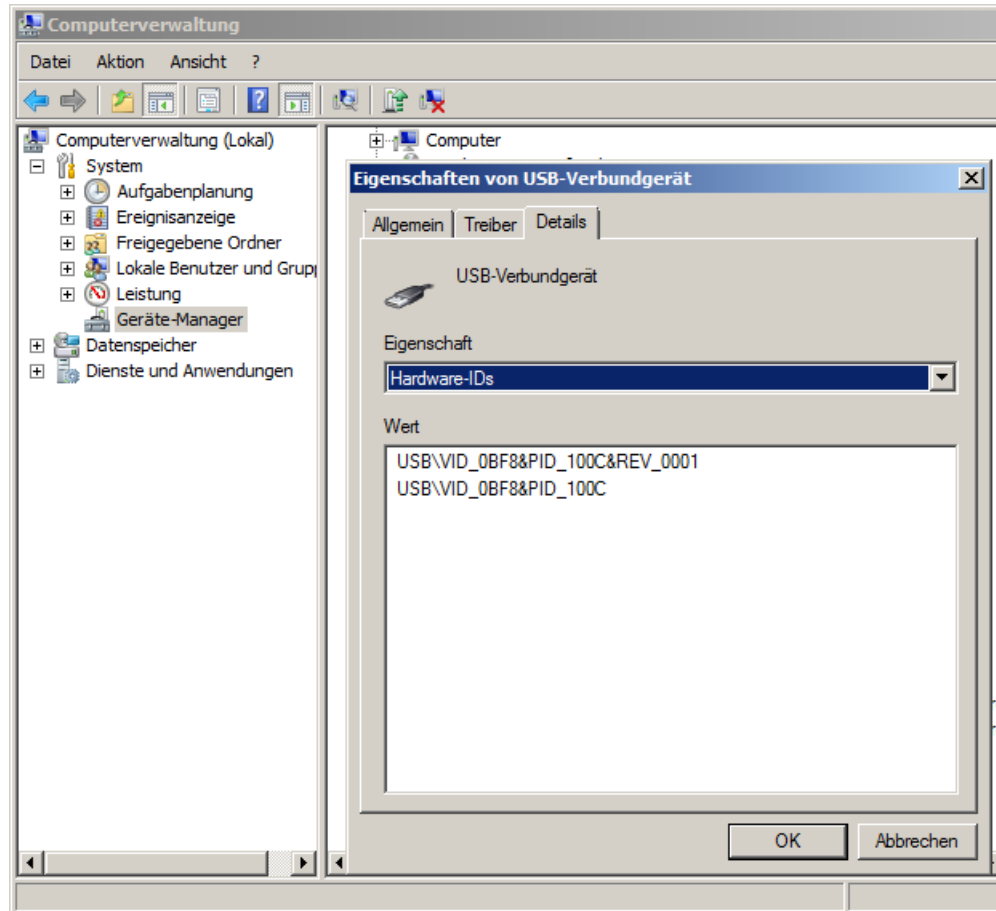 Computerverwaltung
Datei Aktion Ansicht ?
Computerverwaltung (Lokal)
System
Aufgabenplanung
Ereignisanzeige
Freigegebene Ordner
Lokale Benutzer und Grupp
Leistung
Geräte-Manager
Datenspeicher
Dienste und Anwendungen
Computer
Eigenschaften von USB-Verbundgerät
Allgemein Treiber Details
USB-Verbundgerät
Eigenschaft
Hardware-IDs
Wert
USB\VID_0BF8&PID_100C&REV_0001
USB\VID_0BF8&PID_100C
OK Abbrechen